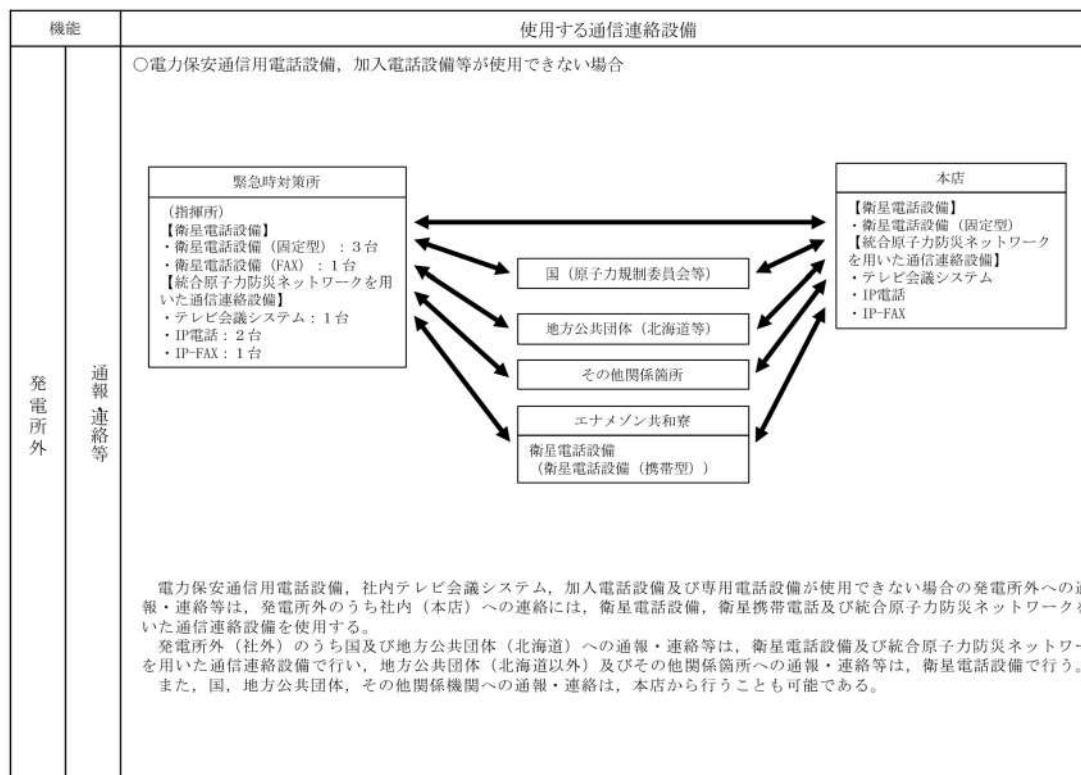 機能
使用する通信連絡設備
発電所外
通報・連絡等
○電力保安通信用電話設備，加入電話設備等が使用できない場合
緊急時対策所
（指揮所）
【衛星電話設備】
・衛星電話設備（固定型）：３台
・衛星電話設備（FAX）：１台
【統合原子力防災ネットワークを用
いた通信連絡設備】
・テレビ会議システム：１台
・IP電話：２台
・IP-FAX：１台
国（原子力規制委員会等）
地方公共団体（北海道等）
その他関係箇所
エナメゾン共和寮
衛星電話設備
（衛星電話設備（携帯型））
本店
【衛星電話設備】
・衛星電話設備（固定型）
【統合原子力防災ネットワーク
を用いた通信連絡設備】
・テレビ会議システム
・IP電話
・IP-FAX
電力保安通信用電話設備，社内テレビ会議システム，加入電話設備及び専用電話設備が使用できない場合の発電所外への通
報・連絡等は，発電所外のうち社内（本店）への連絡には，衛星電話設備，衛星携帯電話及び統合原子力防災ネットワークを
いた通信連絡設備を使用する。
発電所外（社外）のうち国及び地方公共団体（北海道）への通報・連絡等は，衛星電話設備及び統合原子力防災ネットワー
を用いた通信連絡設備で行い，地方公共団体（北海道以外）及びその他関係箇所への通報・連絡等は，衛星電話設備で行う。
また，国，地方公共団体，その他関係機関への通報・連絡は，本店から行うことも可能である。